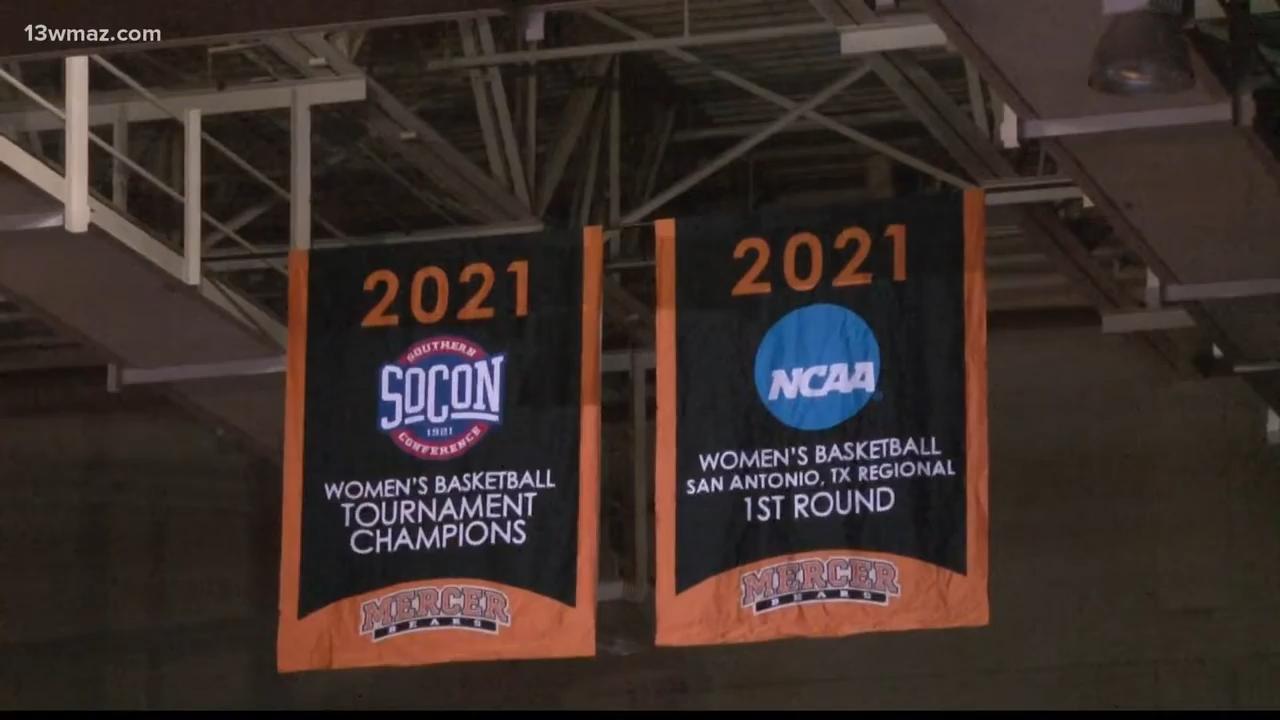 13wmaz.com
2021
SOUTHERN
SOCON
1921
CONFERENCE
WOMEN'S BASKETBALL
TOURNAMENT
CHAMPIONS
MERCER
BEARS
2021
NCAA
WOMEN'S BASKETBALL
SAN ANTONIO, TX REGIONAL
1ST ROUND
MERCER
BEARS